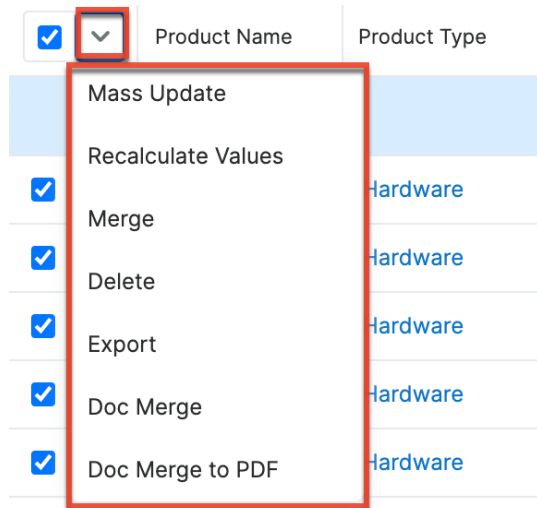 Product Name Product Type
Mass Update
Recalculate Values
Merge
Hardware
Delete
Hardware
Export
Hardware
Doc Merge
Hardware
Doc Merge to PDF
Hardware